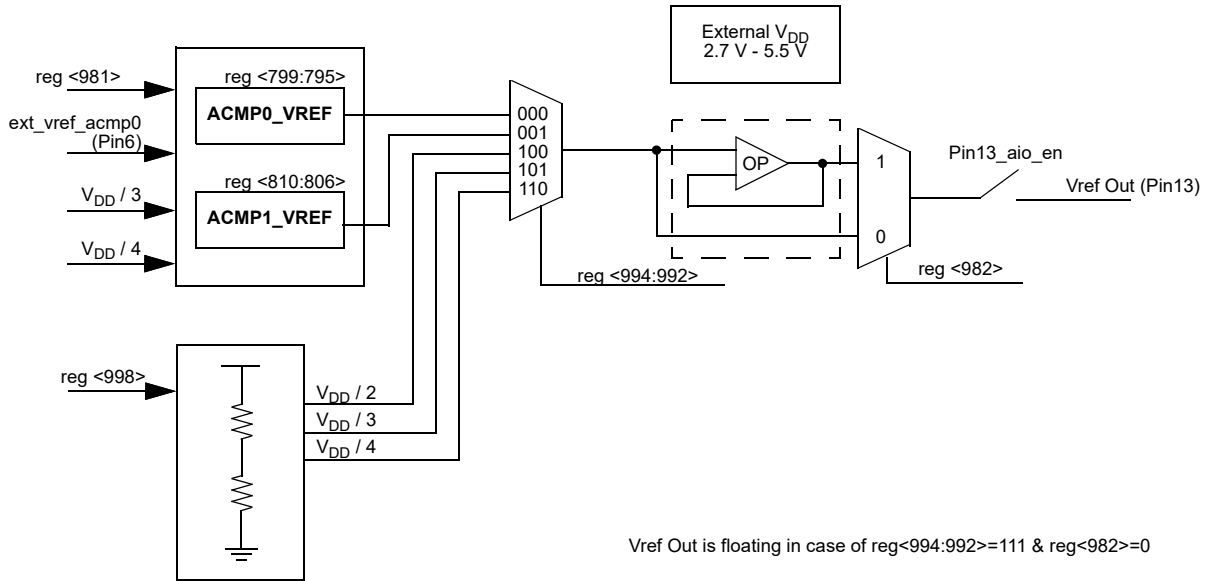 External VDD
2.7 V - 5.5 V
reg <981>
reg <799:795>
ACMP0_VREF
ext_vref_acmp0
(Pin6)
VDD / 3
reg <810:806>
ACMP1_VREF
VDD / 4
000
001
100
101
110
reg <994:992>
OP
1
0
reg <982>
Pin13_aio_en
Vref Out (Pin13)
reg <998>
VDD / 2
VDD / 3
VDD / 4
Vref Out is floating in case of reg<994:992>=111 & reg<982>=0